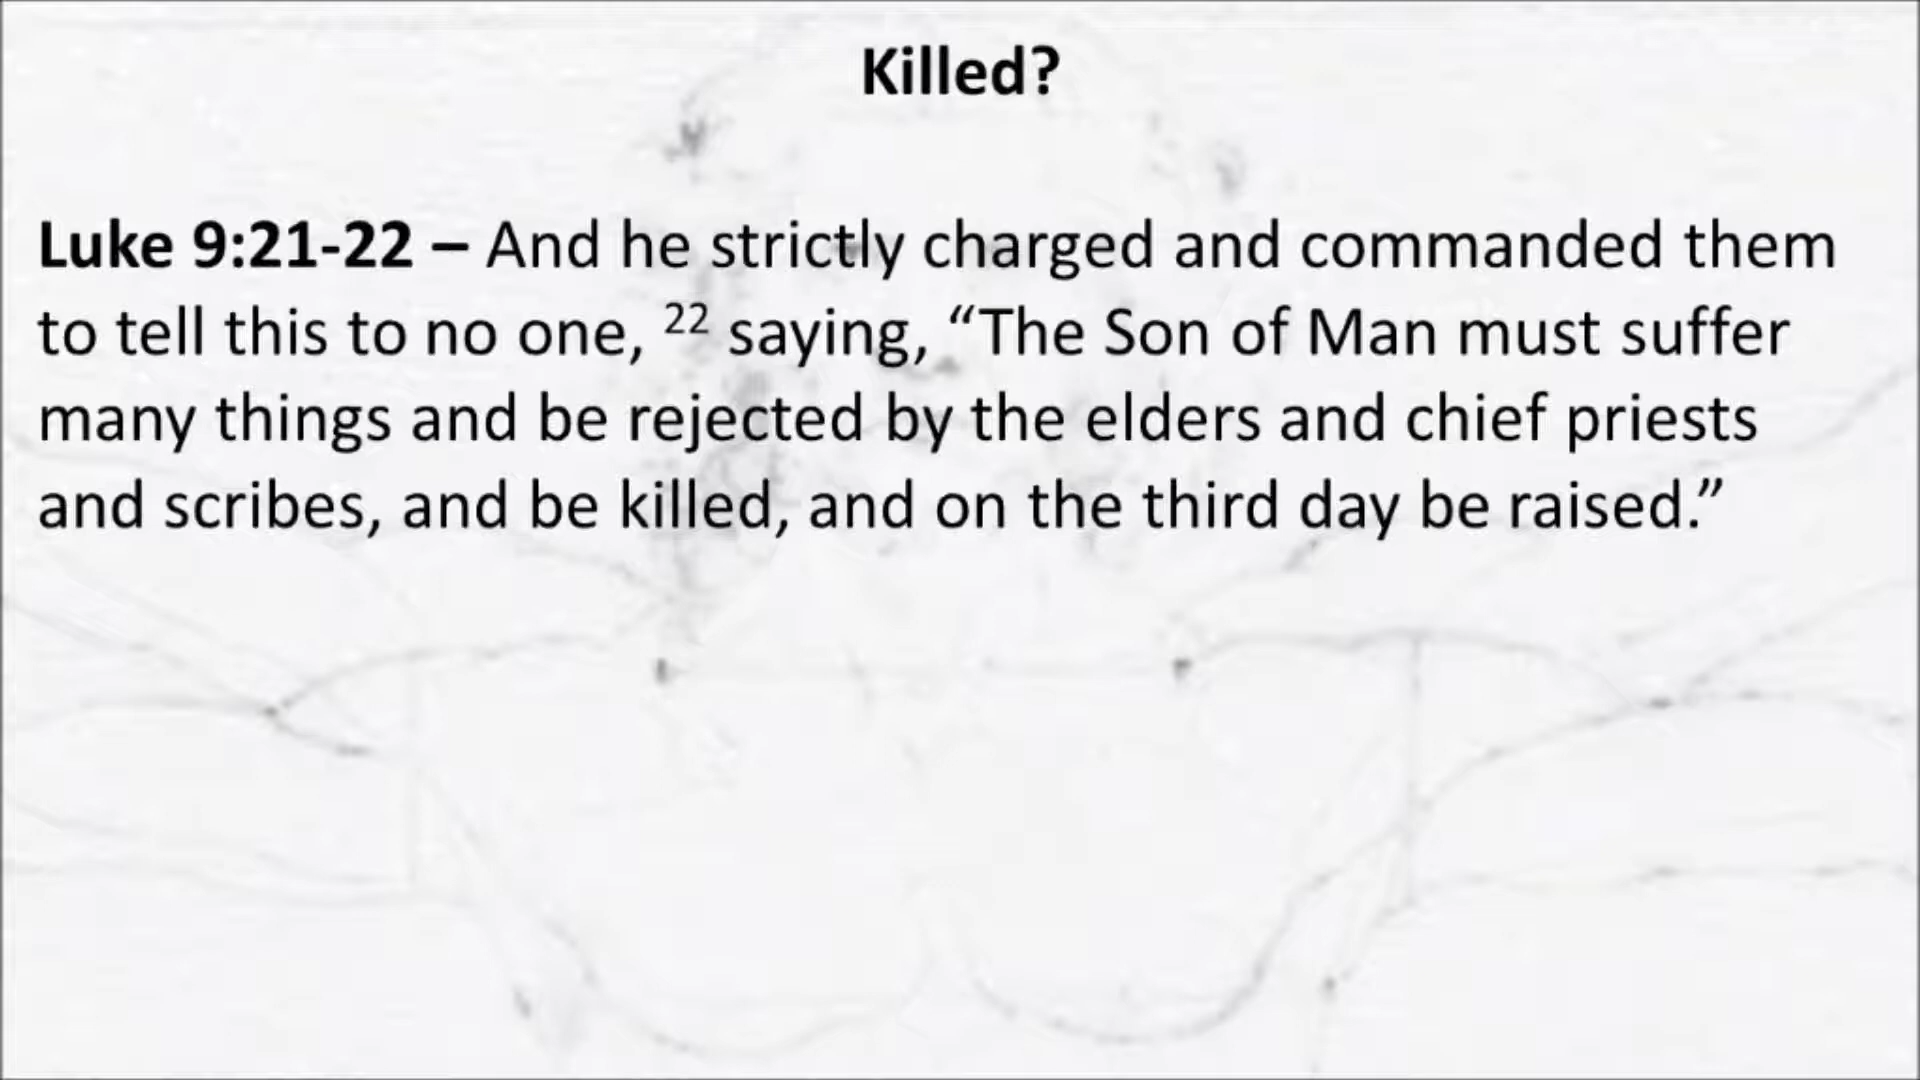 Killed?
Luke 9:21-22 – And he strictly charged and commanded them
to tell this to no one, ²² saying, “The Son of Man must suffer
many things and be rejected by the elders and chief priests
and scribes, and be killed, and on the third day be raised.”